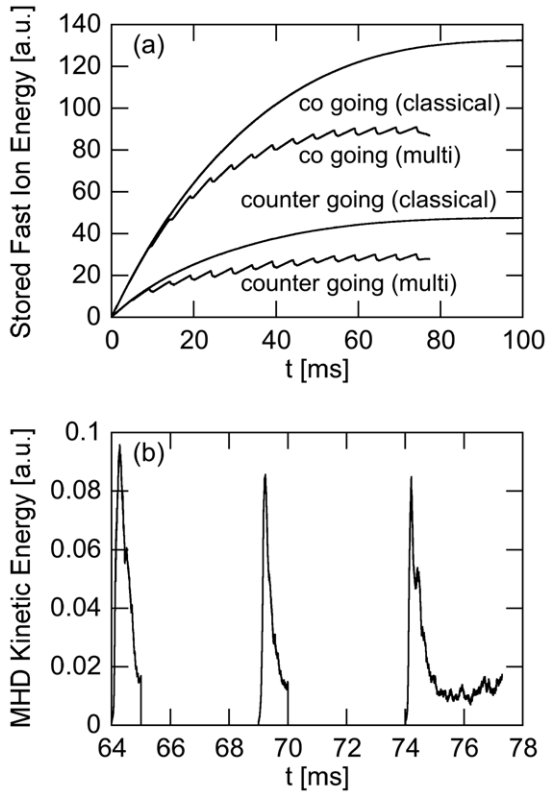 140
120
100
80
60
40
20
0
Stored Fast Ion Energy [a.u.]
(a)
co going (classical)
co going (multi)
counter going (classical)
counter going (multi)
0 20 40 60 80 100
t [ms]
0.1
0.08
0.06
0.04
0.02
0
MHD Kinetic Energy [a.u.]
(b)
64 66 68 70 72 74 76 78
t [ms]